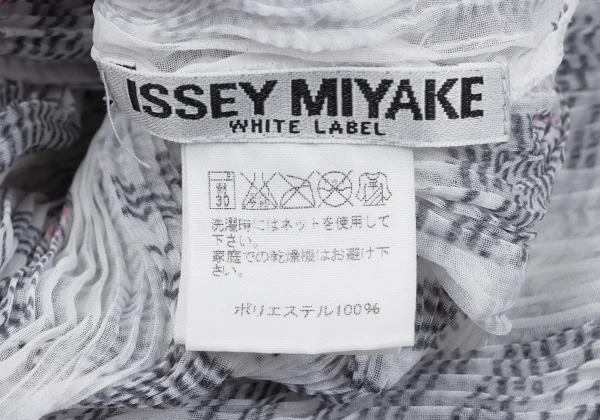 ISSEY MIYAKE
WHITE LABEL
洗濯時にはネットを使用して
下さい。
家庭での乾燥機はお避け下
さい。
ポリエステル100%